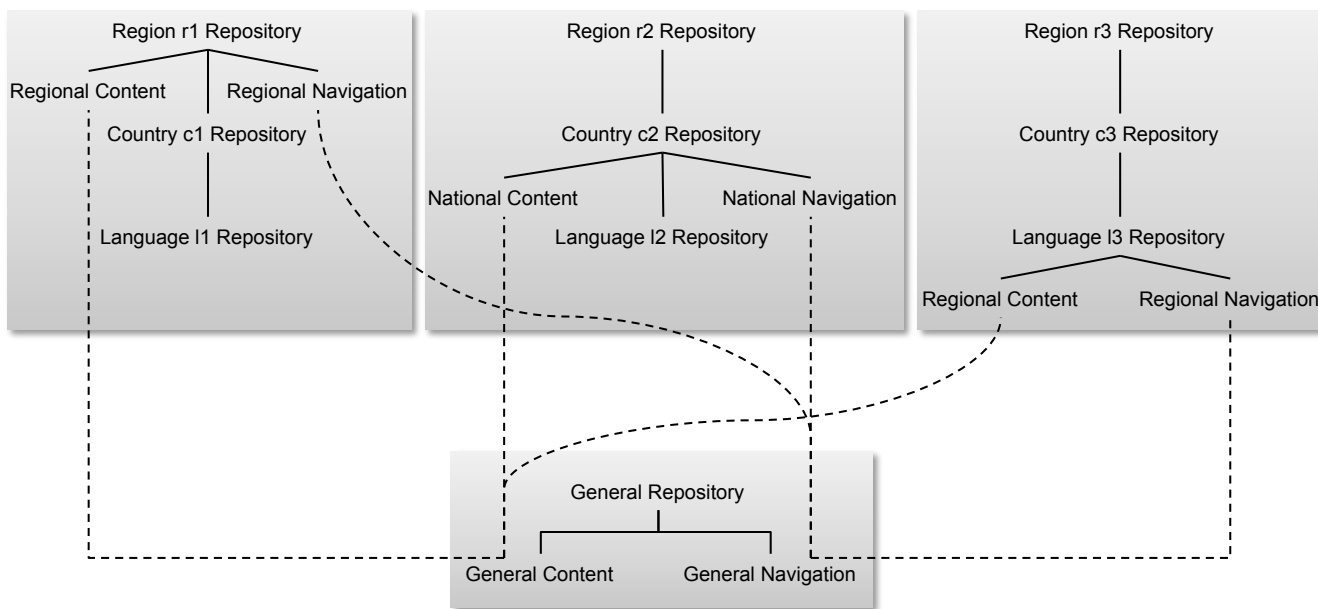 Region r1 Repository
Regional Content
Regional Navigation
Country c1 Repository
Language l1 Repository
Region r2 Repository
Country c2 Repository
National Content
National Navigation
Language l2 Repository
Region r3 Repository
Country c3 Repository
Language l3 Repository
Regional Content
Regional Navigation
General Repository
General Content
General Navigation